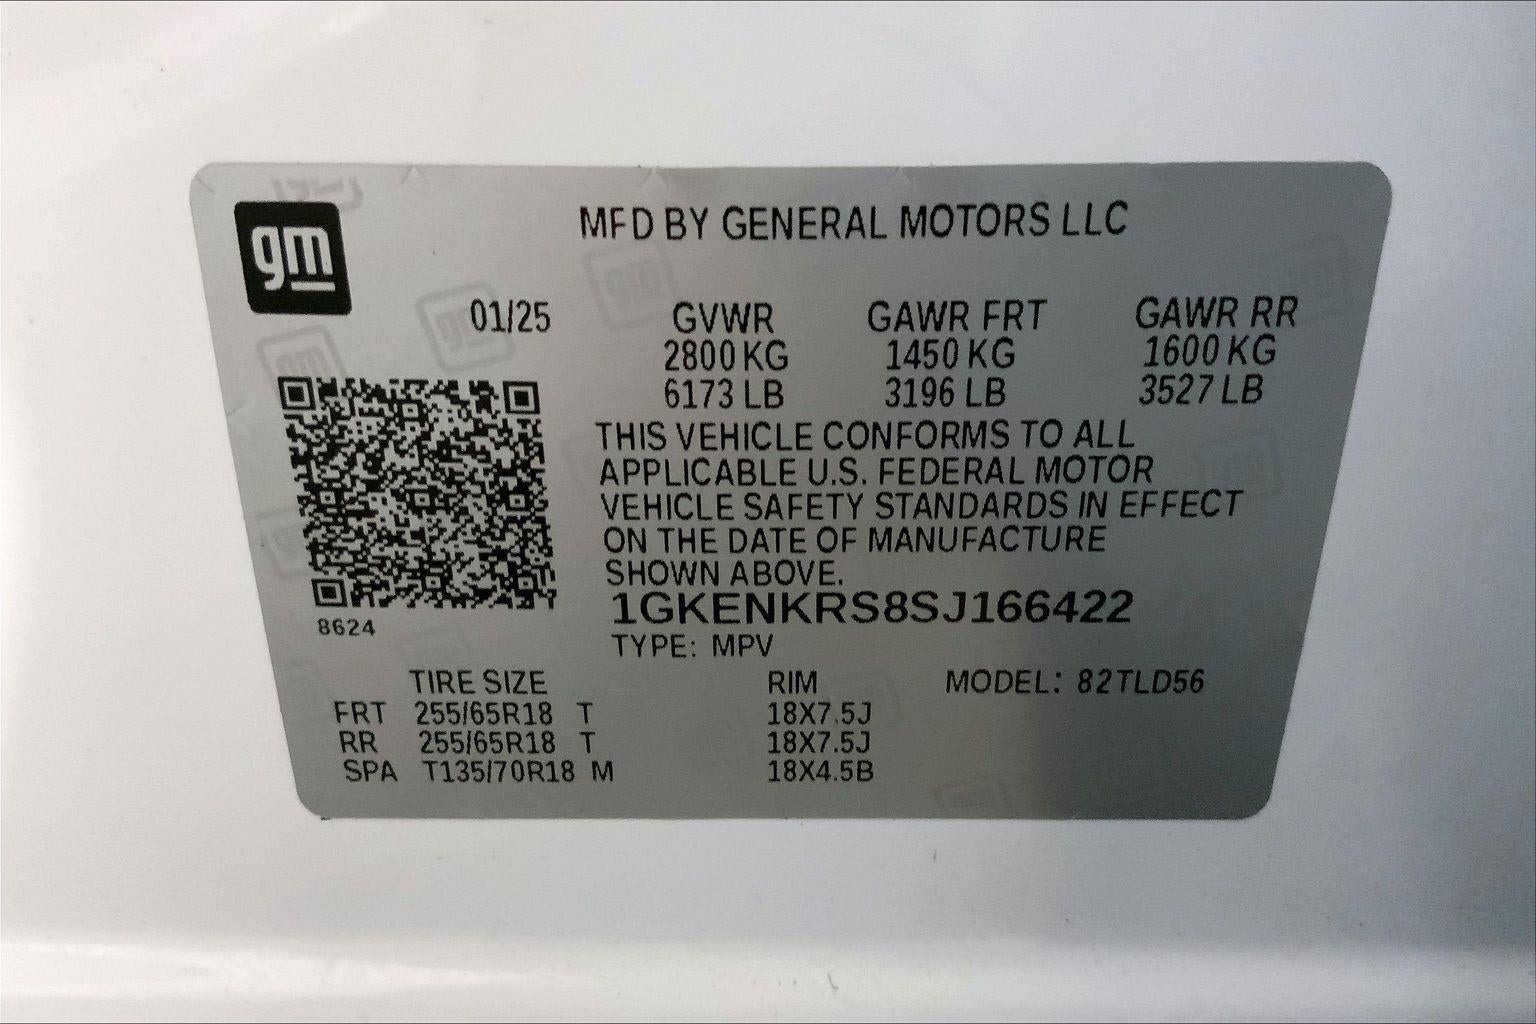 gm
MFD BY GENERAL MOTORS LLC
01/25 GVWR GAWR FRT GAWR RR
2800 KG 1450 KG 1600 KG
6173 LB 3196 LB 3527 LB
THIS VEHICLE CONFORMS TO ALL
APPLICABLE U.S. FEDERAL MOTOR
VEHICLE SAFETY STANDARDS IN EFFECT
ON THE DATE OF MANUFACTURE
SHOWN ABOVE.
1GKENKRS8SJ166422
8624
TYPE: MPV
TIRE SIZE RIM MODEL: 82TLD56
FRT 255/65R18 T 18X7.5J
RR 255/65R18 T 18X7.5J
SPA T135/70R18 M 18X4.5B